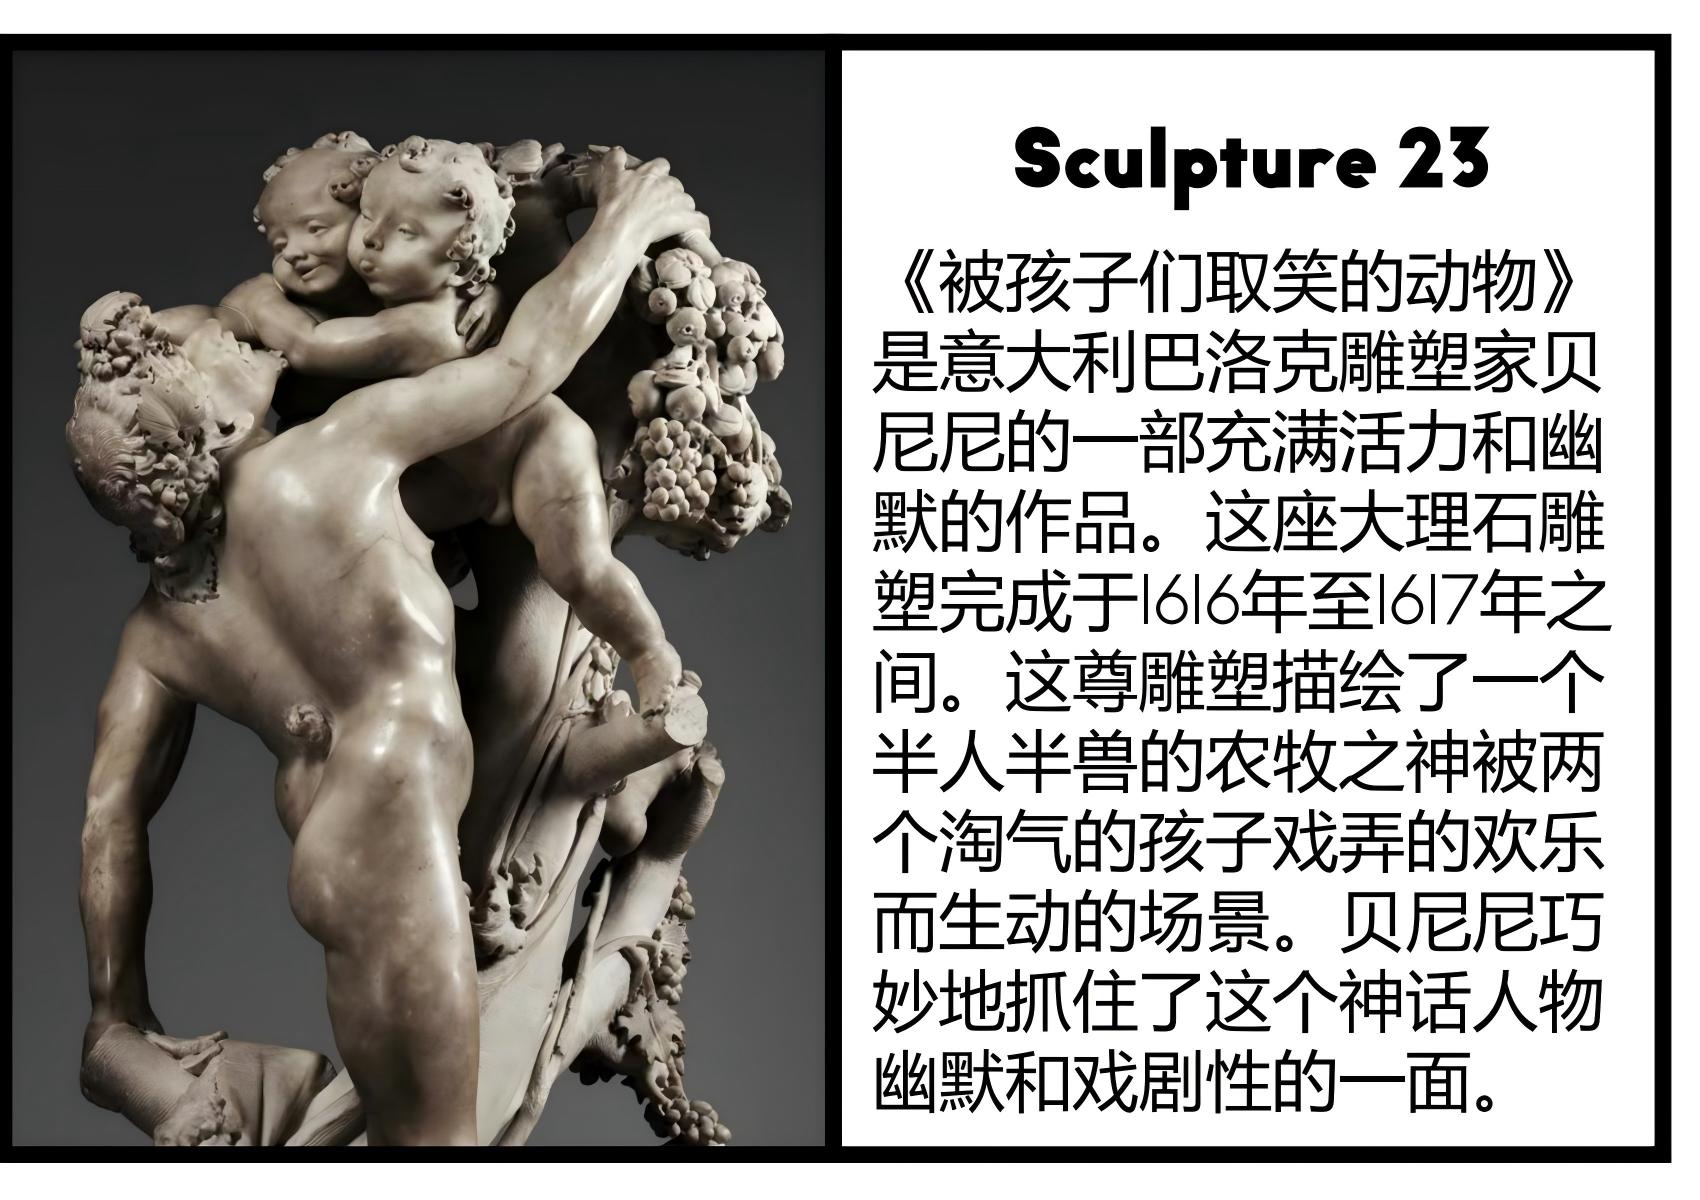 Sculpture 23
《被孩子们取笑的动物》
是意大利巴洛克雕塑家贝
尼尼的一部充满活力和幽
默的作品。这座大理石雕
塑完成于1616年至1617年之
间。这尊雕塑描绘了一个
半人半兽的农牧之神被两
个淘气的孩子戏弄的欢乐
而生动的场景。贝尼尼巧
妙地抓住了这个神话人物
幽默和戏剧性的一面。